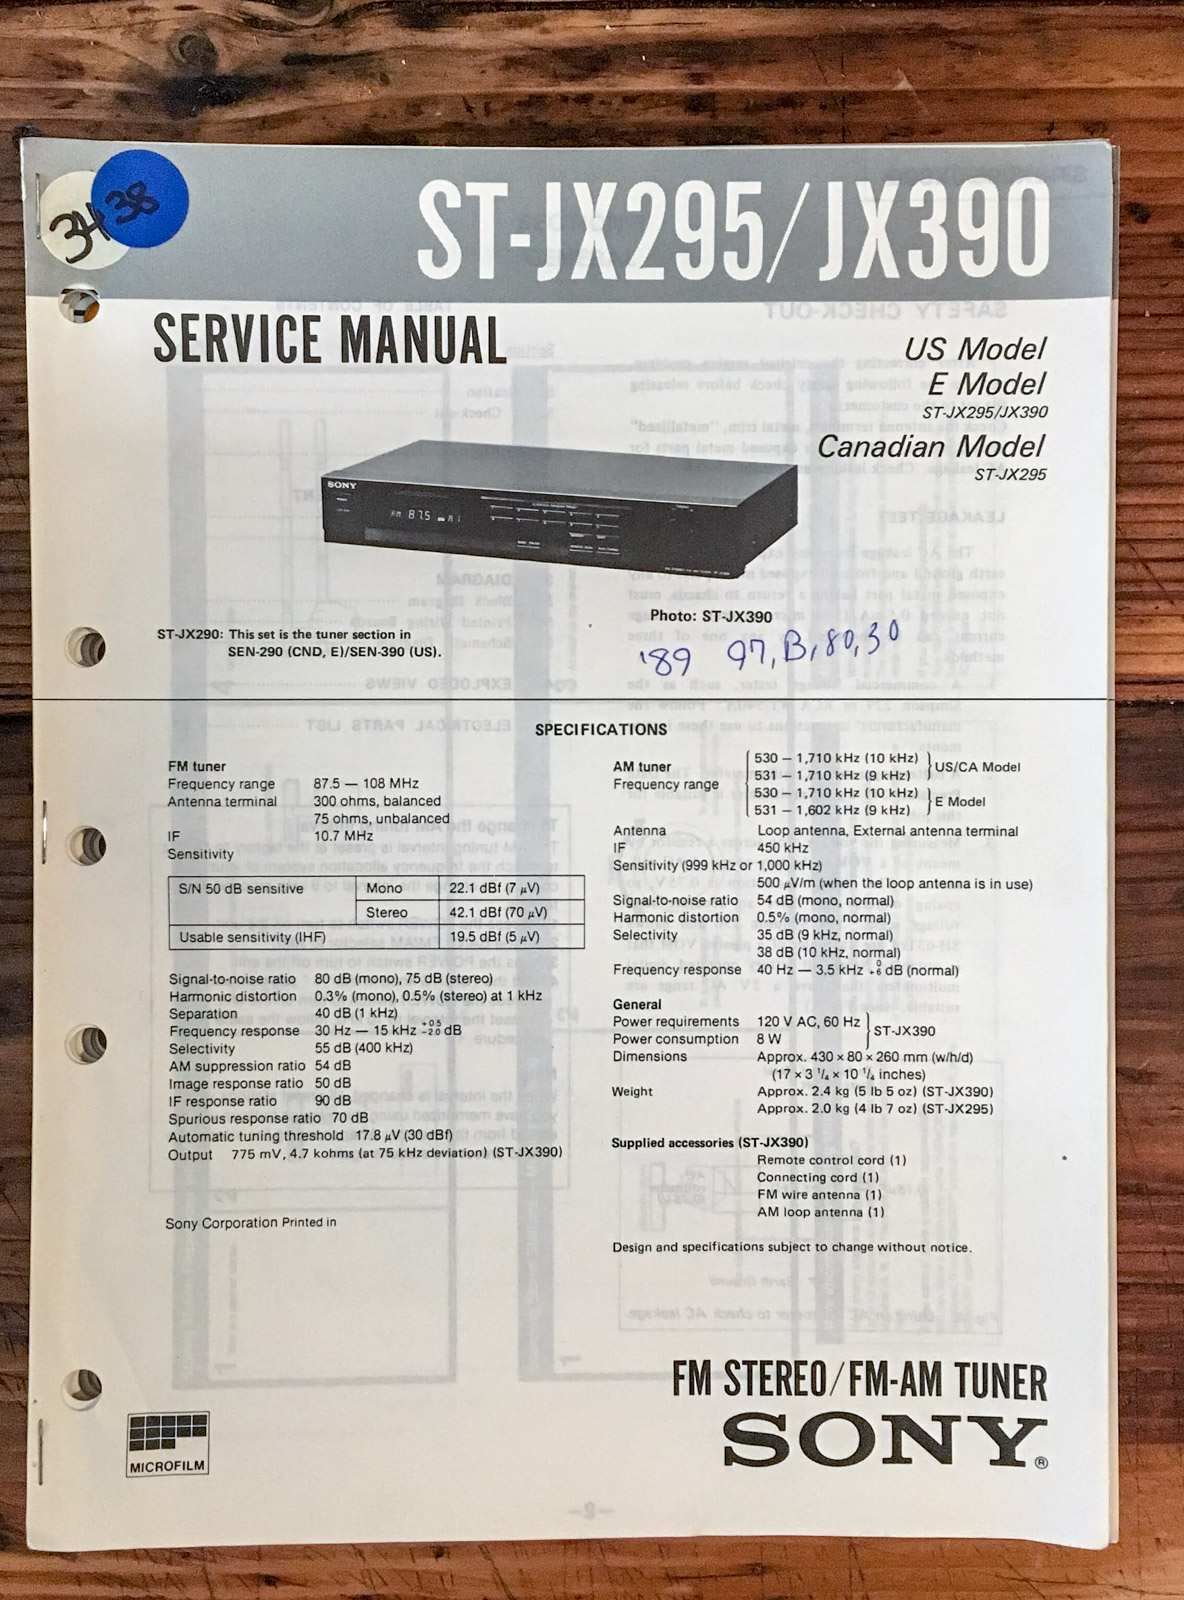 34 38
ST-JX295/JX390
SERVICE MANUAL
US Model
E Model
ST-JX295/JX390
Canadian Model
ST-JX295
SONY
FM 87.5
Photo: ST-JX390
ST-JX290: This set is the tuner section in
SEN-290 (CND, E)/SEN-390 (US).
'89 97, B, 80, 30
SPECIFICATIONS
FM tuner
Frequency range 87.5 — 108 MHz
Antenna terminal 300 ohms, balanced
75 ohms, unbalanced
IF 10.7 MHz
Sensitivity
S/N 50 dB sensitive Mono 22.1 dBf (7 µV)
Stereo 42.1 dBf (70 µV)
Usable sensitivity (IHF) 19.5 dBf (5 µV)
Signal-to-noise ratio 80 dB (mono), 75 dB (stereo)
Harmonic distortion 0.3% (mono), 0.5% (stereo) at 1 kHz
Separation 40 dB (1 kHz)
Frequency response 30 Hz — 15 kHz +0.5 -2.0 dB
Selectivity 55 dB (400 kHz)
AM suppression ratio 54 dB
Image response ratio 50 dB
IF response ratio 90 dB
Spurious response ratio 70 dB
Automatic tuning threshold 17.8 µV (30 dBf)
Output 775 mV, 4.7 kohms (at 75 kHz deviation) (ST-JX390)
Sony Corporation Printed in
AM tuner
Frequency range
530 – 1,710 kHz (10 kHz)
531 – 1,710 kHz (9 kHz) US/CA Model
530 – 1,710 kHz (10 kHz)
531 – 1,602 kHz (9 kHz) E Model
Antenna Loop antenna, External antenna terminal
IF 450 kHz
Sensitivity (999 kHz or 1,000 kHz)
500 µV/m (when the loop antenna is in use)
Signal-to-noise ratio 54 dB (mono, normal)
Harmonic distortion 0.5% (mono, normal)
Selectivity 35 dB (9 kHz, normal)
38 dB (10 kHz, normal)
Frequency response 40 Hz — 3.5 kHz +0 -6 dB (normal)
General
Power requirements 120 V AC, 60 Hz
Power consumption 8 W ST-JX390
Dimensions Approx. 430 × 80 × 260 mm (w/h/d)
(17 × 3 1/4 × 10 1/4 inches)
Weight Approx. 2.4 kg (5 lb 5 oz) (ST-JX390)
Approx. 2.0 kg (4 lb 7 oz) (ST-JX295)
Supplied accessories (ST-JX390)
Remote control cord (1)
Connecting cord (1)
FM wire antenna (1)
AM loop antenna (1)
Design and specifications subject to change without notice.
FM STEREO/FM-AM TUNER
SONY®
MICROFILM